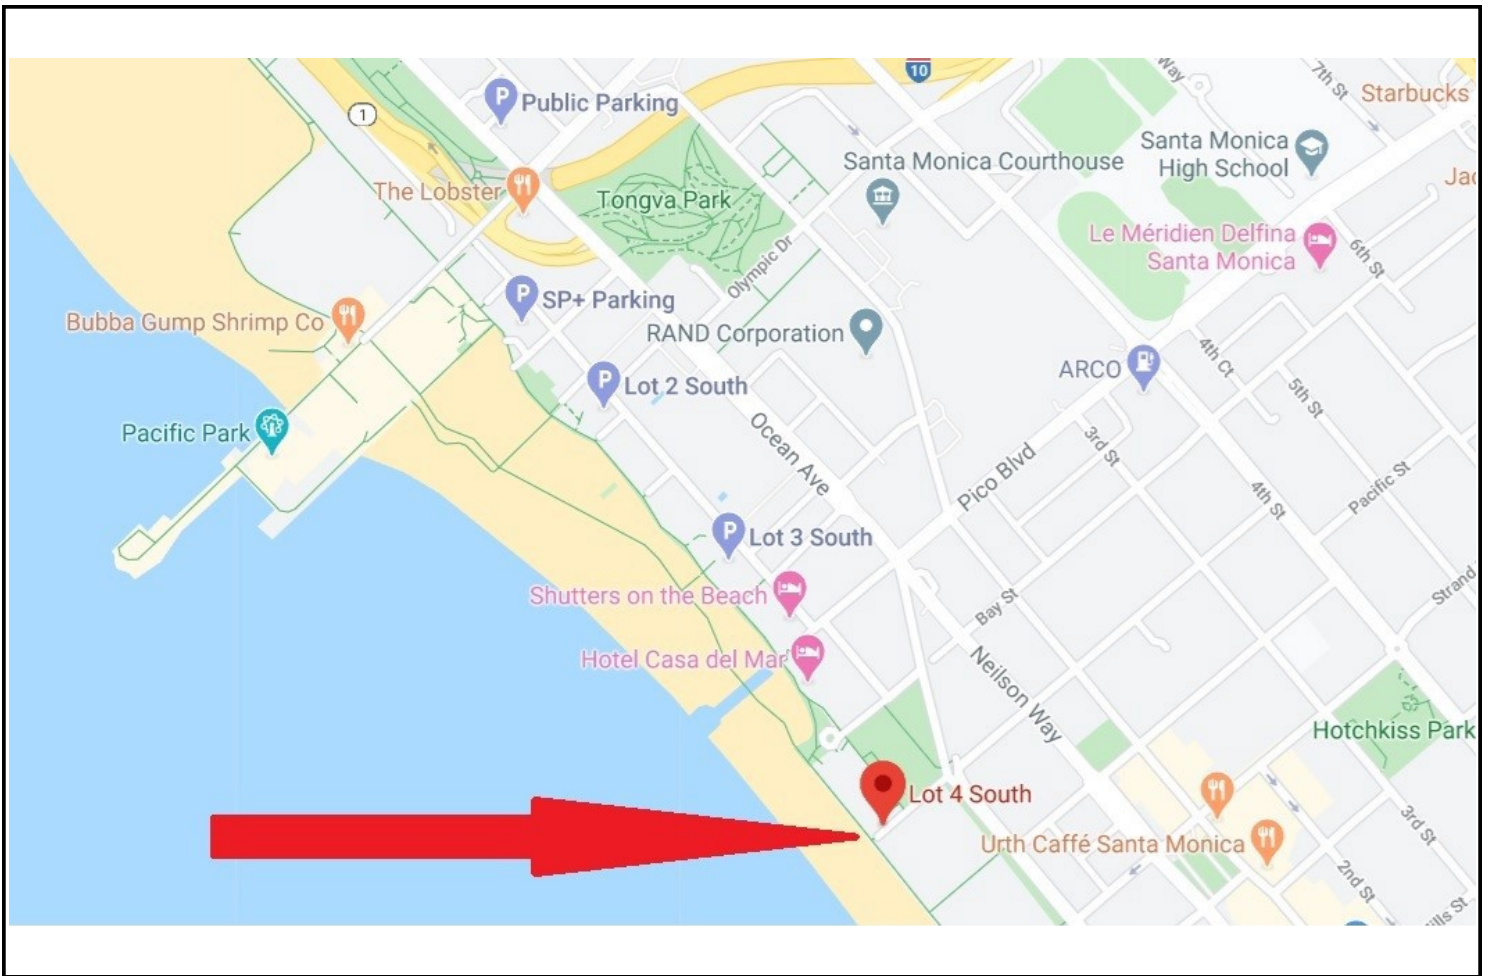 10
Way
7th St
Starbucks
1
Public Parking
Santa Monica Courthouse
Santa Monica
High School
The Lobster
Tongva Park
Le Méridien Delfina
Santa Monica
6th St
Olympic Dr
SP+ Parking
Bubba Gump Shrimp Co
RAND Corporation
ARCO
4th Ct
5th St
Lot 2 South
Pacific Park
Ocean Ave
3rd St
Pico Blvd
4th St
Pacific St
Lot 3 South
Shutters on the Beach
Bay St
Strand
Hotel Casa del Mar
Neilson Way
Hotchkiss Park
Lot 4 South
3rd St
Urth Caffé Santa Monica
2nd St